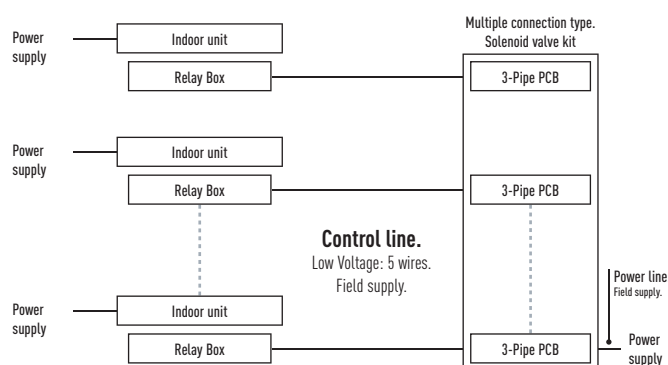 Multiple connection type.
Solenoid valve kit
Power
supply
Indoor unit
Relay Box
3-Pipe PCB
Power
supply
Indoor unit
Relay Box
3-Pipe PCB
Control line.
Low Voltage: 5 wires.
Field supply.
Power line
Field supply.
Power
supply
Indoor unit
Relay Box
3-Pipe PCB
Power
supply